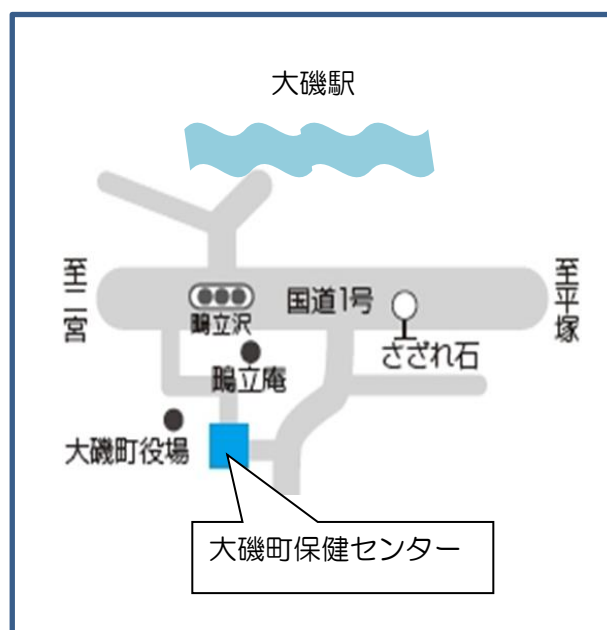 大磯駅
至二宮
国道1号
至平塚
鴫立沢
さざれ石
鴫立庵
大磯町役場
大磯町保健センター